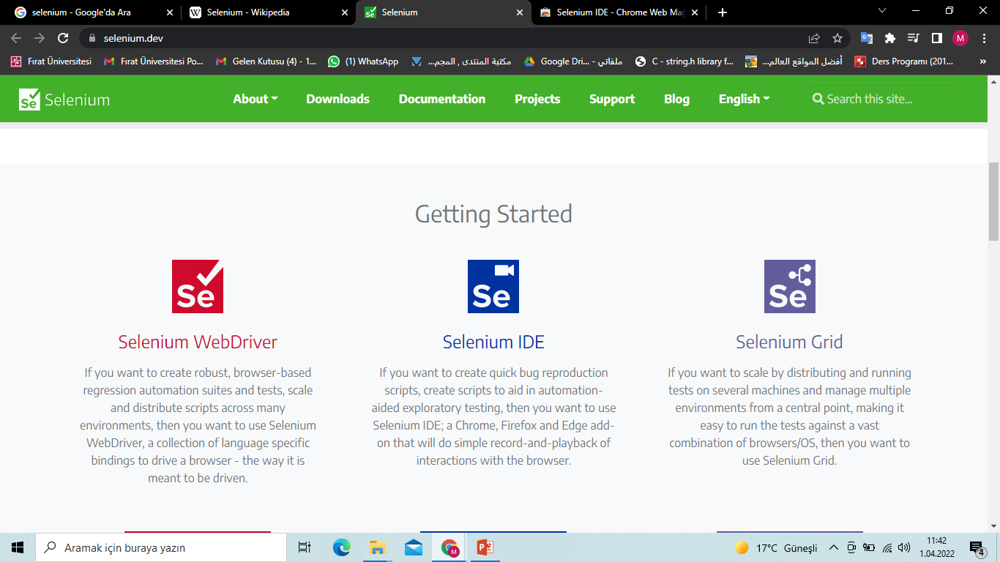 selenium - Google'da Ara
Selenium - Wikipedia
Selenium
Selenium IDE - Chrome Web Ma
selenium.dev
M
Fırat Üniversitesi
Fırat Üniversitesi Po...
Gelen Kutusu (4) - 1...
(1) WhatsApp
مكتبة المنتدى , المجم...
Google Dri... - ملفاتي
C - string.h library f...
أفضل المواقع العالم...
Ders Programı (201...
»
Se Selenium
About
Downloads
Documentation
Projects
Support
Blog
English
Search this site...
Getting Started
Se
Selenium WebDriver
If you want to create robust, browser-based
regression automation suites and tests, scale
and distribute scripts across many
environments, then you want to use Selenium
WebDriver, a collection of language specific
bindings to drive a browser - the way it is
meant to be driven.
Se
Selenium IDE
If you want to create quick bug reproduction
scripts, create scripts to aid in automation-
aided exploratory testing, then you want to use
Selenium IDE; a Chrome, Firefox and Edge add-
on that will do simple record-and-playback of
interactions with the browser.
Se
Selenium Grid
If you want to scale by distributing and running
tests on several machines and manage multiple
environments from a central point, making it
easy to run the tests against a vast
combination of browsers/OS, then you want to
use Selenium Grid.
Aramak için buraya yazın
17°C Güneşli
11:42
1.04.2022
4